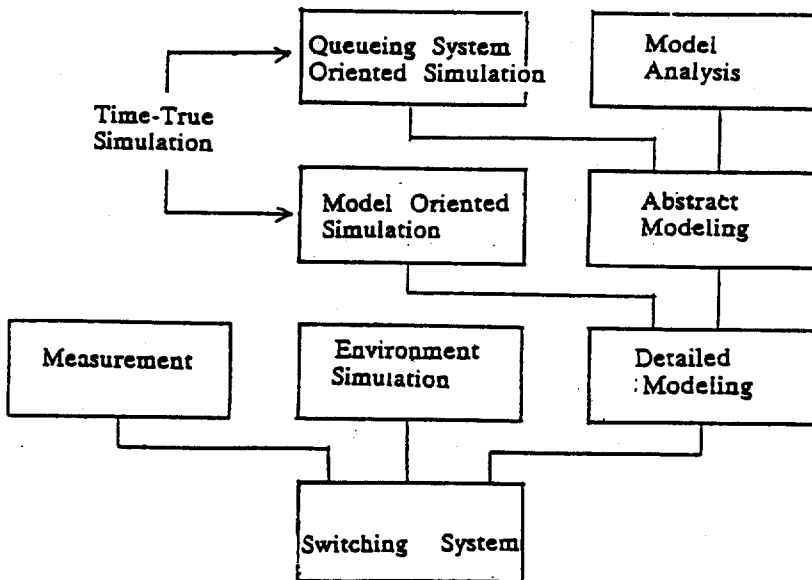 Queueing System
Oriented Simulation
Model
Analysis
Time-True
Simulation
Model Oriented
Simulation
Abstract
Modeling
Measurement
Environment
Simulation
Detailed
Modeling
Switching System